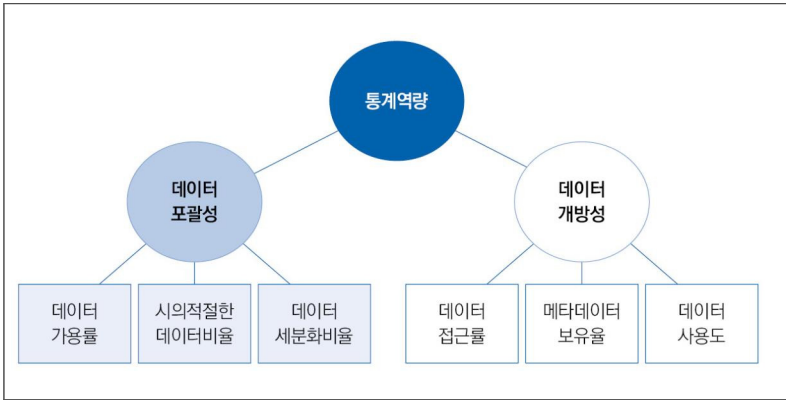 통계역량
데이터
포괄성
데이터
개방성
데이터
가용률
시의적절한
데이터비율
데이터
세분화비율
데이터
접근률
메타데이터
보유율
데이터
사용도